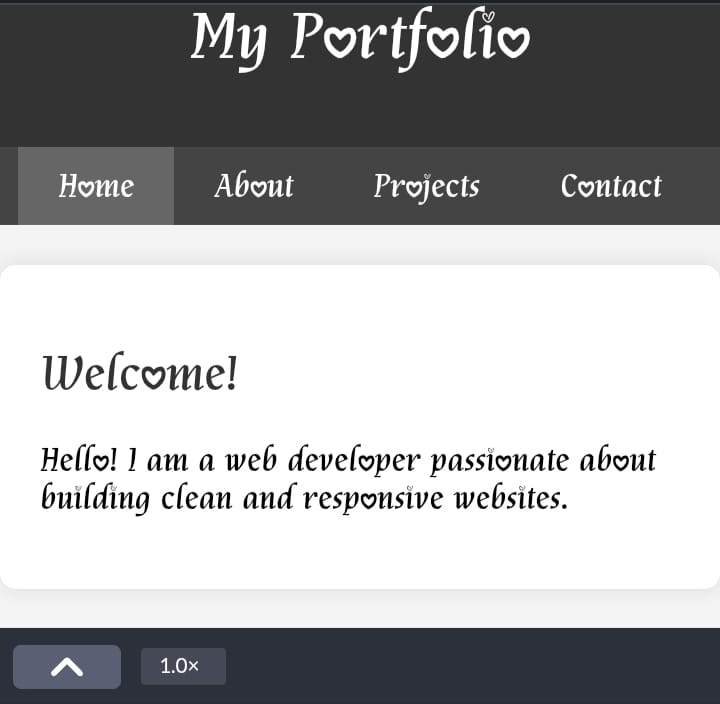 My Portfolio
Home About Projects Contact
Welcome!
Hello! I am a web developer passionate about
building clean and responsive websites.
1.0×